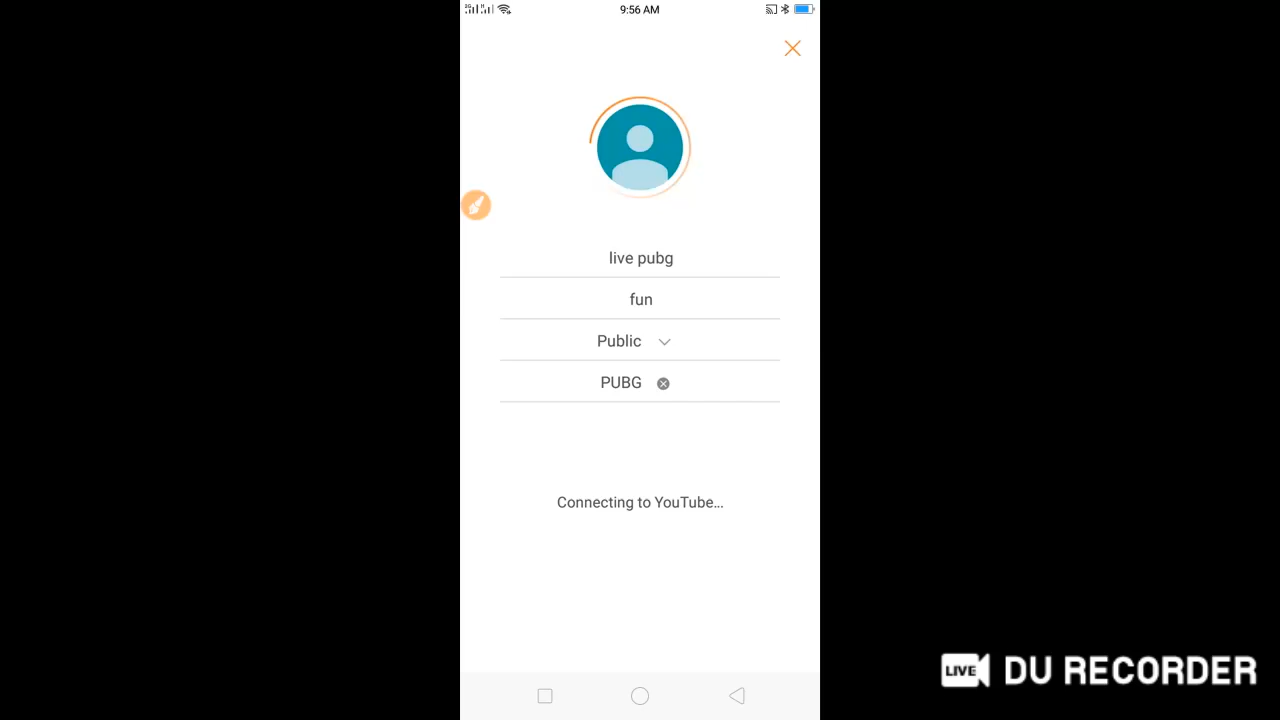 9:56 AM
live pubg
fun
Public
PUBG
Connecting to YouTube...
LIVE DU RECORDER